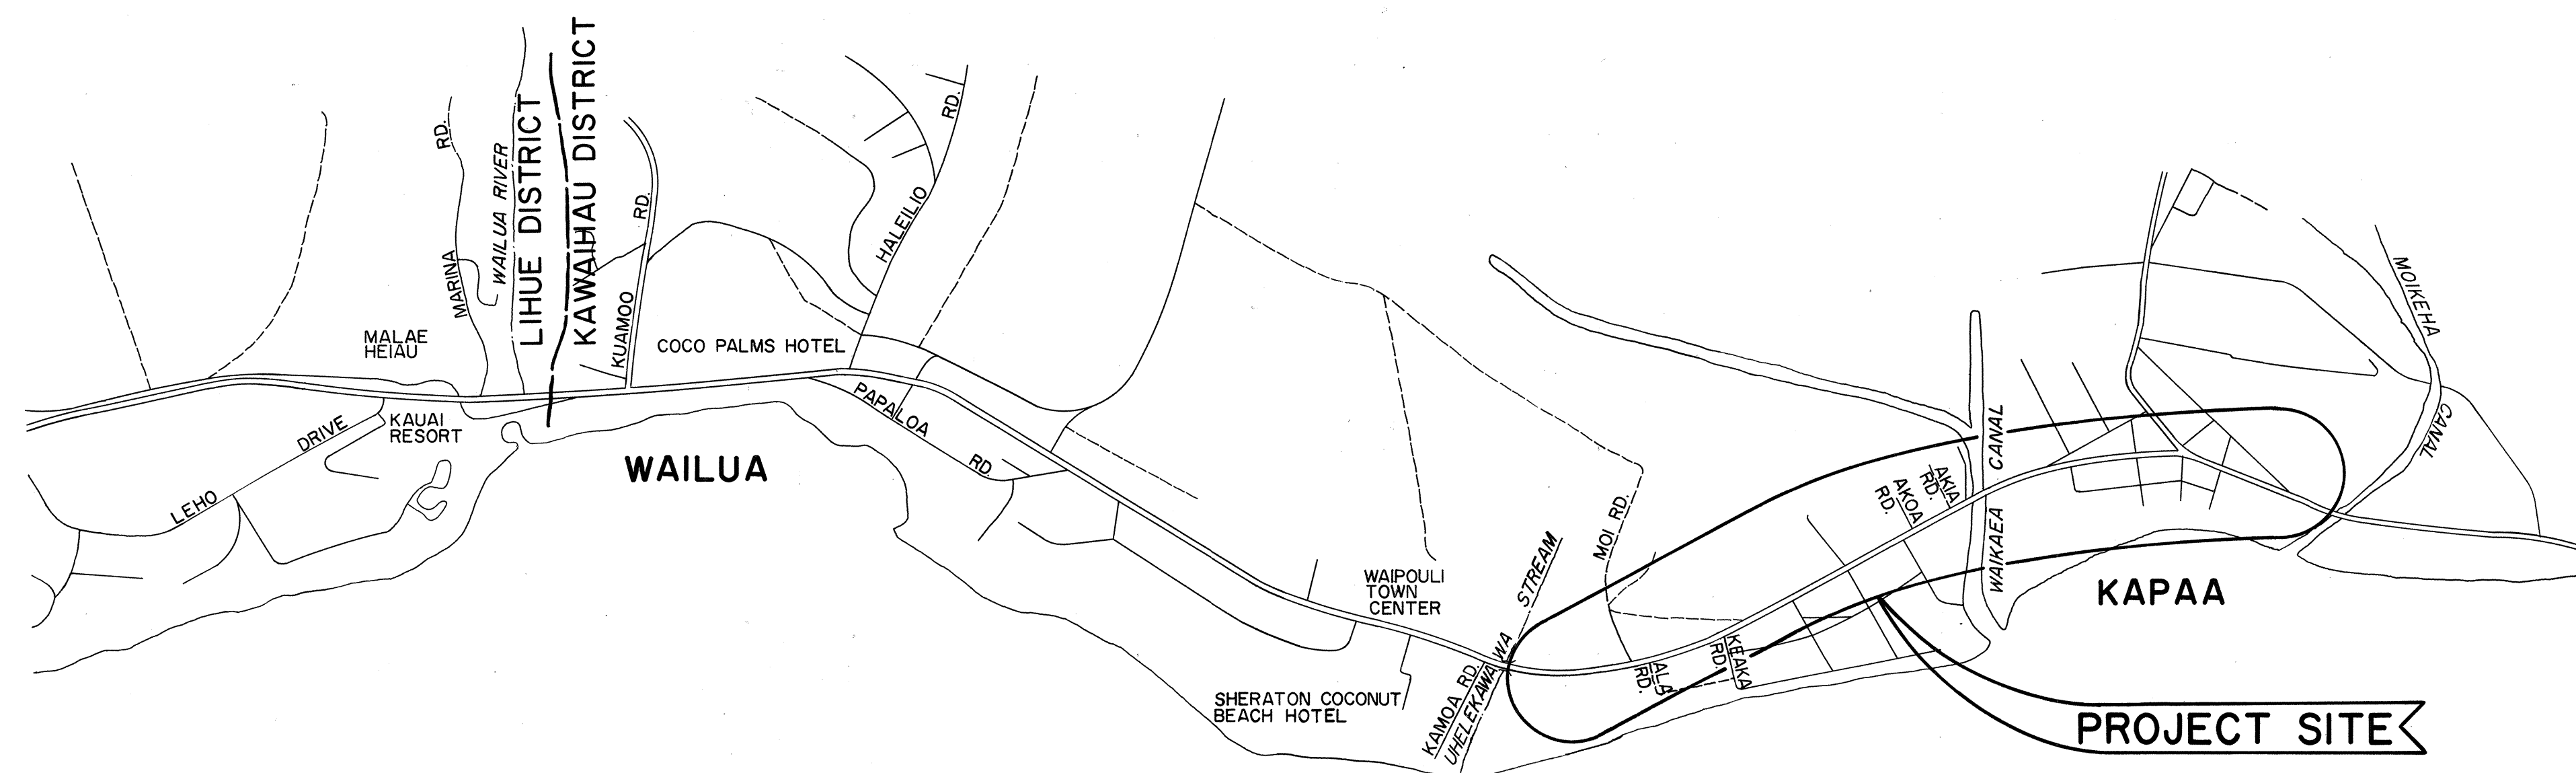 RD.
WAILUA RIVER
MARINA
LIHUE DISTRICT
KAWAIHAU DISTRICT
RD.
KUAMOO
MALAE
HEIAU
COCO PALMS HOTEL
RD.
HALEILIO
LEHO
DRIVE
KAUAI
RESORT
WAILUA
PAPALOA
RD.
WAIPOULI
TOWN
CENTER
SHERATON COCONUT
BEACH HOTEL
KAMOA RD.
UHELEKAWAWA
STREAM
MOI RD.
ALA
RD.
KEAKA
RD.
AKOA
RD.
AKIA
RD.
WAIKAEA CANAL
MOIKEHA
CANAL
KAPAA
PROJECT SITE